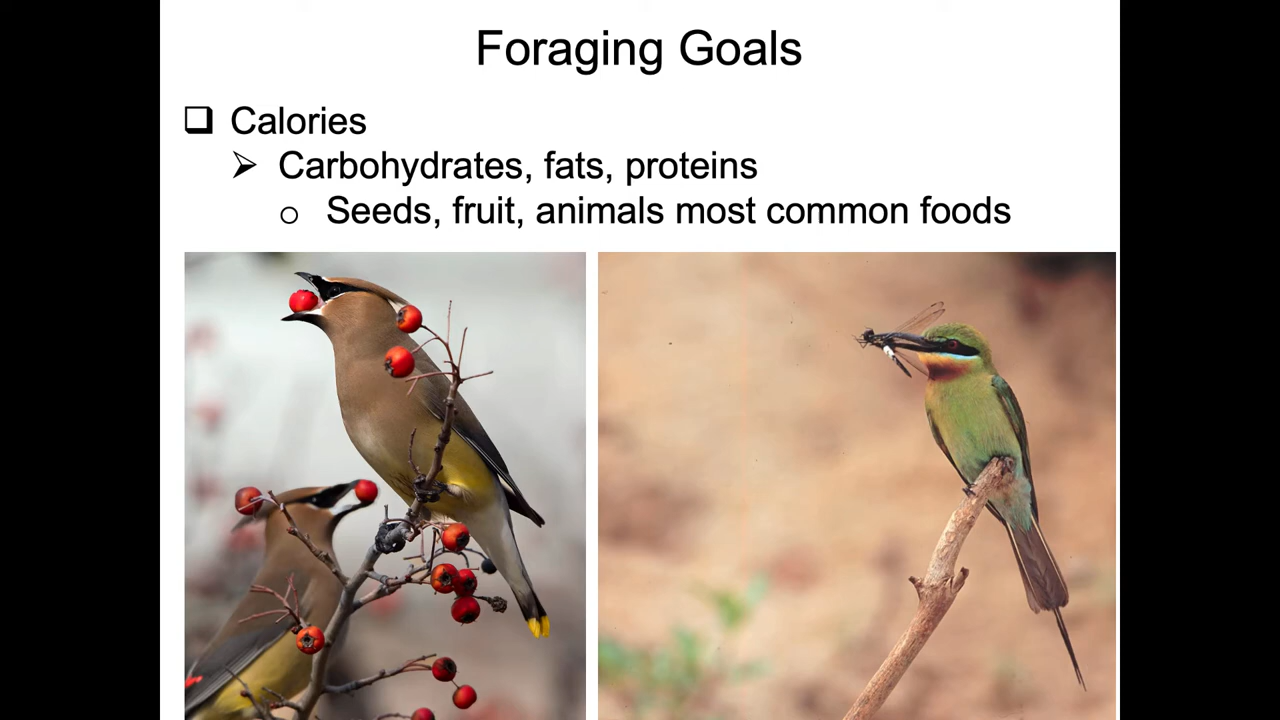 Foraging Goals
Calories
Carbohydrates, fats, proteins
Seeds, fruit, animals most common foods